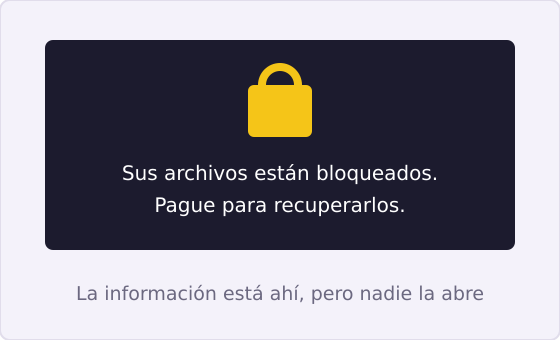 Sus archivos están bloqueados.
Pague para recuperarlos.
La información está ahí, pero nadie la abre